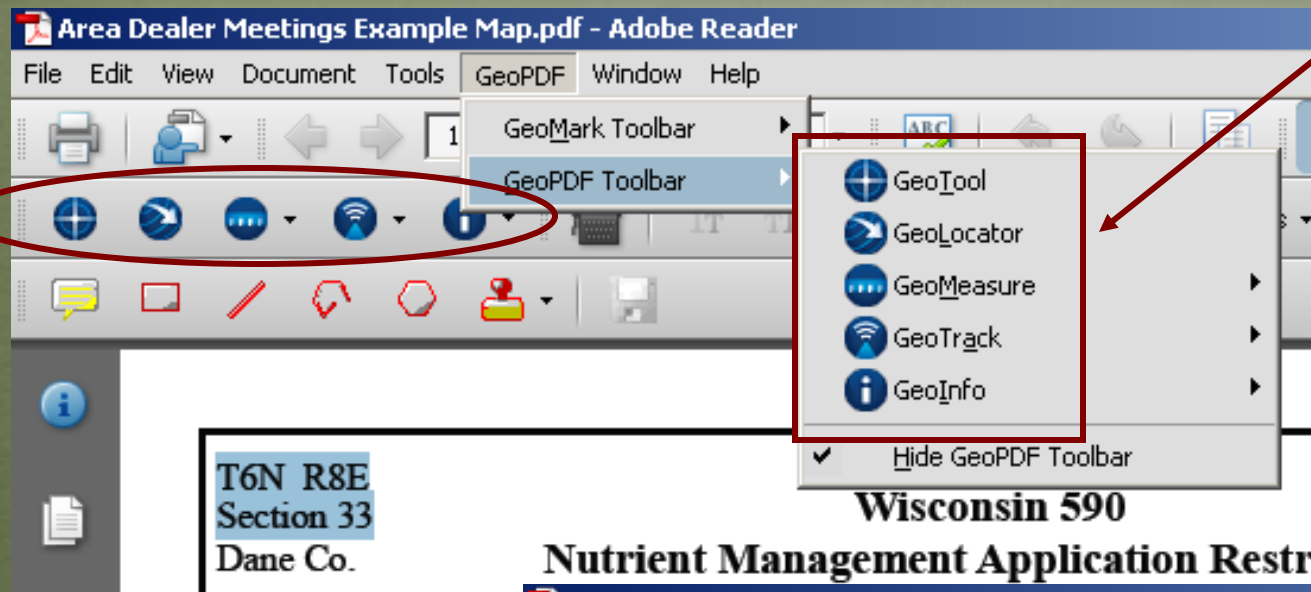 Area Dealer Meetings Example Map.pdf - Adobe Reader
File Edit View Document Tools GeoPDF Window Help
GeoMark Toolbar
1
ABC
GeoPDF Toolbar
GeoTool
GeoLocator
GeoMeasure
GeoTrack
GeoInfo
Hide GeoPDF Toolbar
T6N R8E
Section 33
Dane Co.
Wisconsin 590
Nutrient Management Application Restr